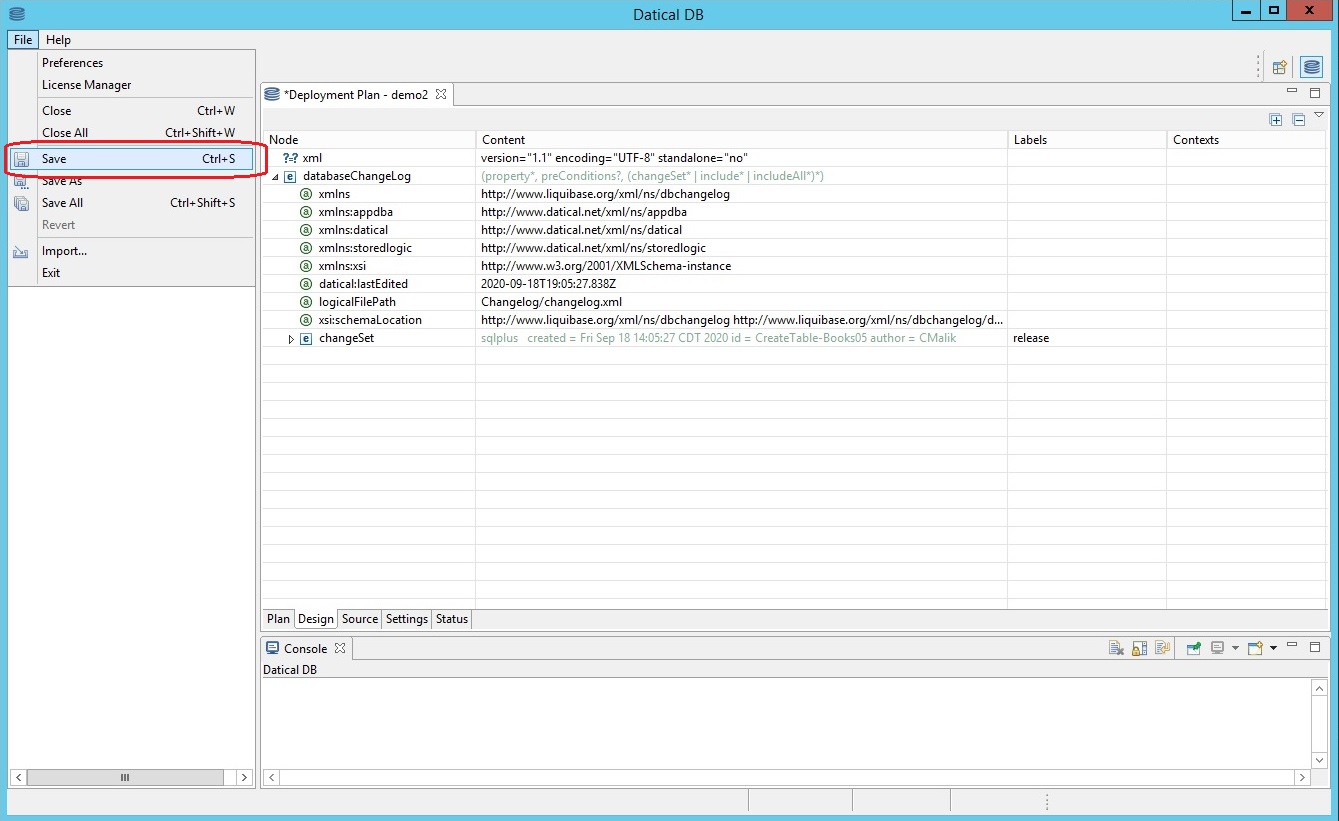 Datical DB
File Help
Preferences
License Manager
Close Ctrl+W
Close All Ctrl+Shift+W
Save Ctrl+S
Save As
Save All Ctrl+Shift+S
Revert
Import...
Exit
*Deployment Plan - demo2
Node Content Labels Contexts
?=? xml version="1.1" encoding="UTF-8" standalone="no"
e databaseChangeLog (property*, preConditions?, (changeSet* | include* | includeAll*)*)
a xmlns http://www.liquibase.org/xml/ns/dbchangelog
a xmlns:appdba http://www.datical.net/xml/ns/appdba
a xmlns:datical http://www.datical.net/xml/ns/datical
a xmlns:storedlogic http://www.datical.net/xml/ns/storedlogic
a xmlns:xsi http://www.w3.org/2001/XMLSchema-instance
a datical:lastEdited 2020-09-18T19:05:27.838Z
a logicalFilePath Changelog/changelog.xml
a xsi:schemaLocation http://www.liquibase.org/xml/ns/dbchangelog http://www.liquibase.org/xml/ns/dbchangelog/d...
e changeSet sqlplus created = Fri Sep 18 14:05:27 CDT 2020 id = CreateTable-Books05 author = CMalik release
Plan Design Source Settings Status
Console
Datical DB